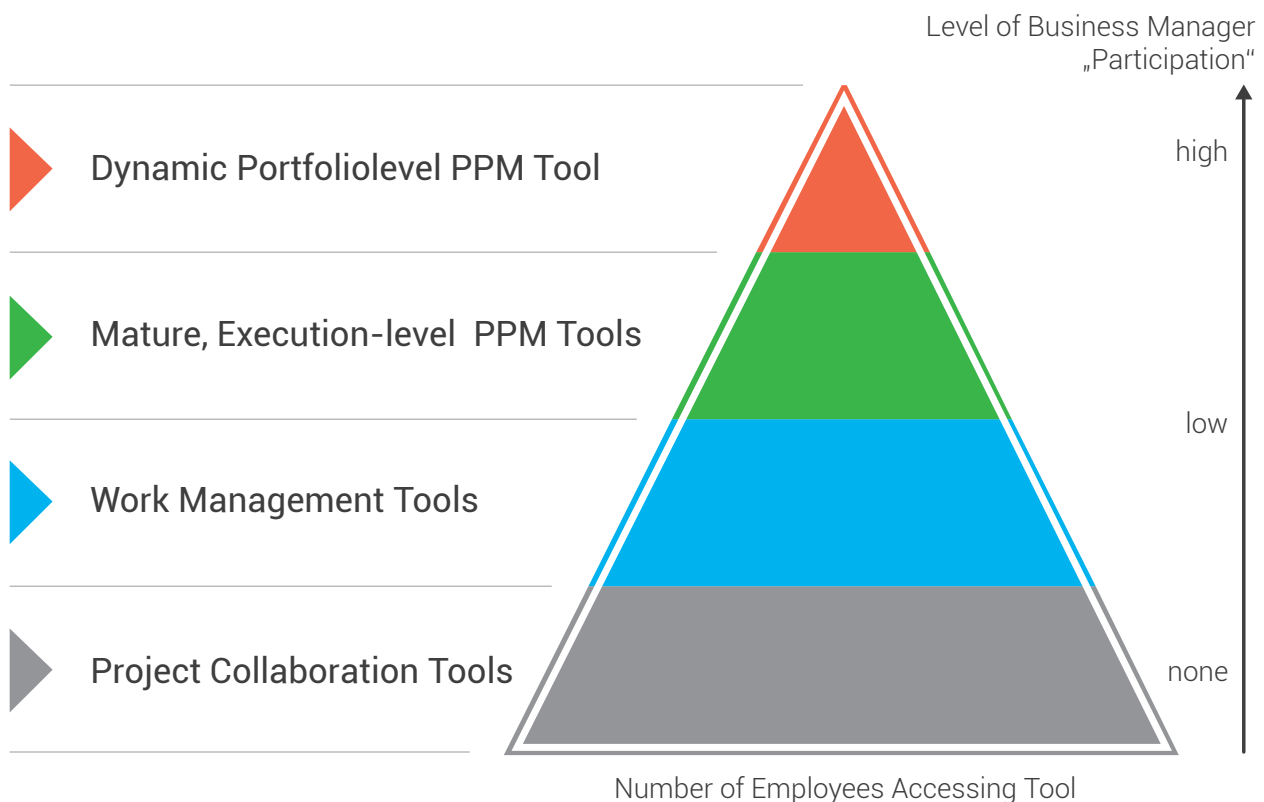 Level of Business Manager
„Participation“
high
Dynamic Portfoliolevel PPM Tool
Mature, Execution-level PPM Tools
low
Work Management Tools
Project Collaboration Tools
none
Number of Employees Accessing Tool